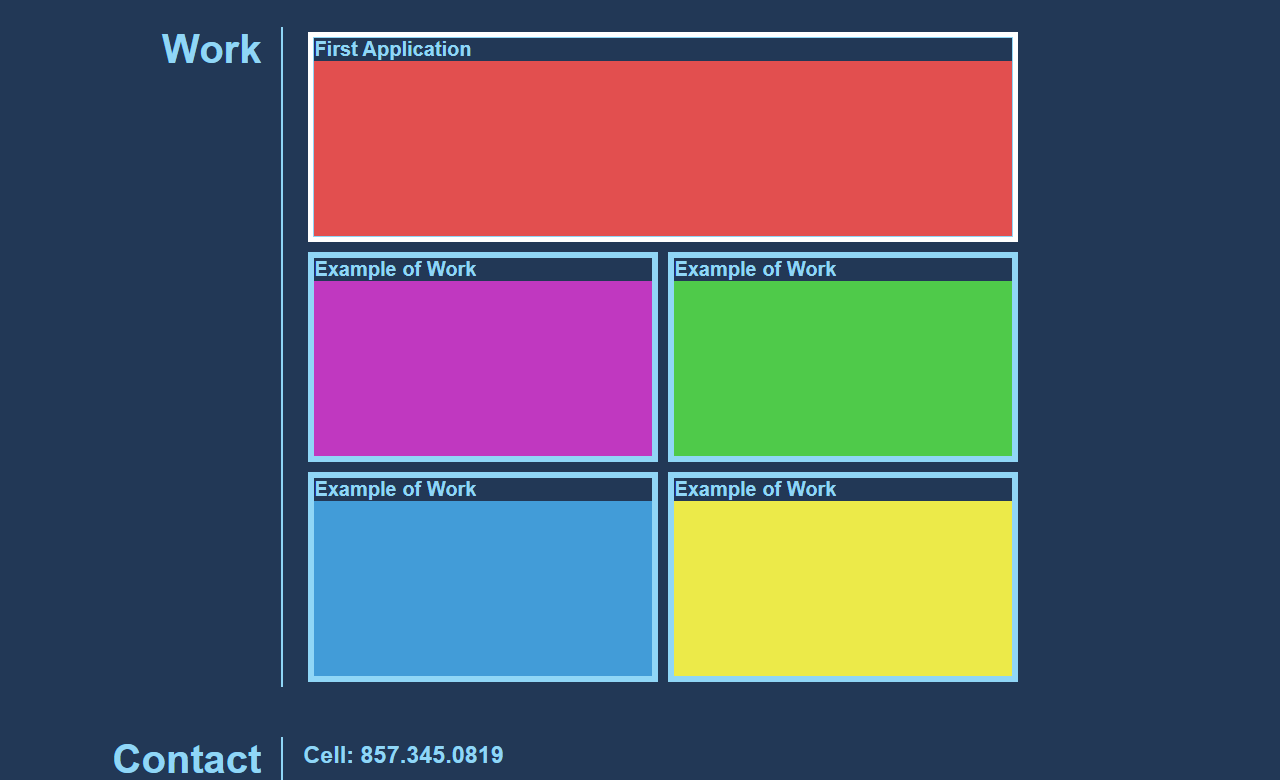 Work
First Application
Example of Work
Example of Work
Example of Work
Example of Work
Contact
Cell: 857.345.0819